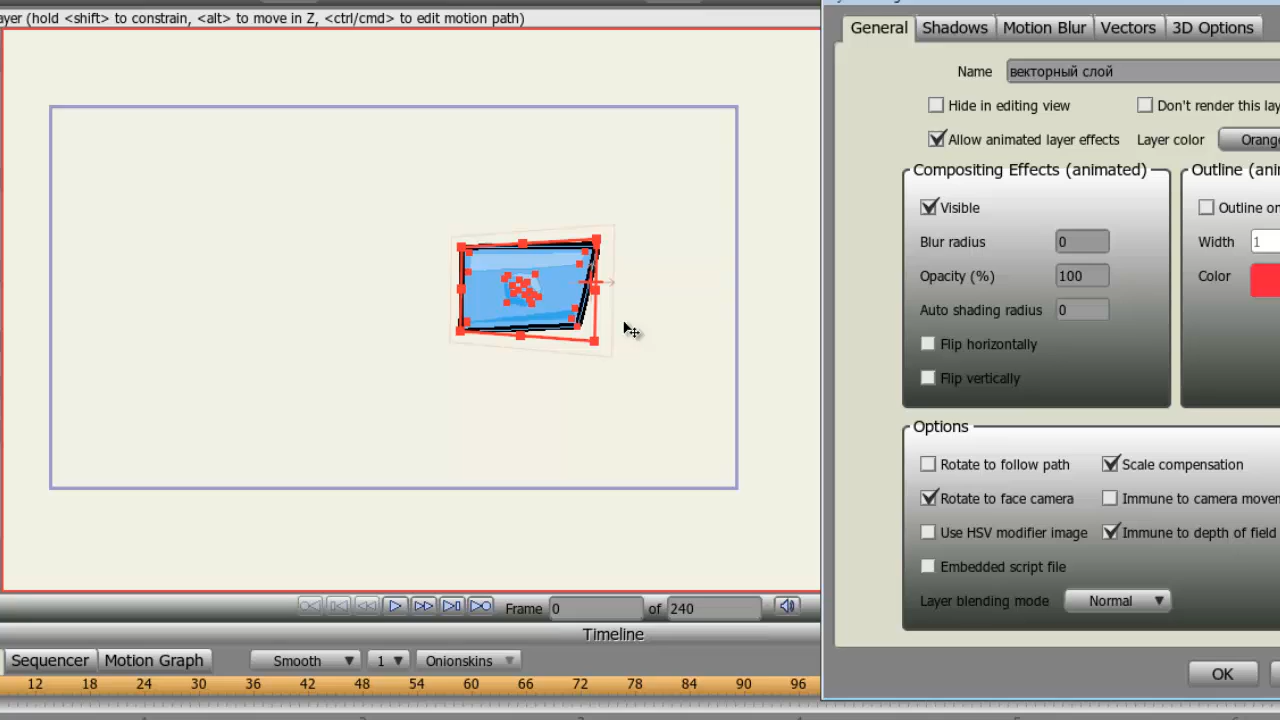 ayer (hold <shift> to constrain, <alt> to move in Z, <ctrl/cmd> to edit motion path)
General Shadows Motion Blur Vectors 3D Options
Name векторный слой
Hide in editing view Don't render this lay
Allow animated layer effects Layer color Orange
Compositing Effects (animated) Outline (ani
Visible Outline on
Blur radius 0 Width 1
Opacity (%) 100 Color
Auto shading radius 0
Flip horizontally
Flip vertically
Options
Rotate to follow path Scale compensation
Rotate to face camera Immune to camera movem
Use HSV modifier image Immune to depth of field
Embedded script file
Layer blending mode Normal
OK
Frame 0 of 240
Timeline
Sequencer Motion Graph Smooth 1 Onionskins
12 18 24 30 36 42 48 54 60 66 72 78 84 90 96